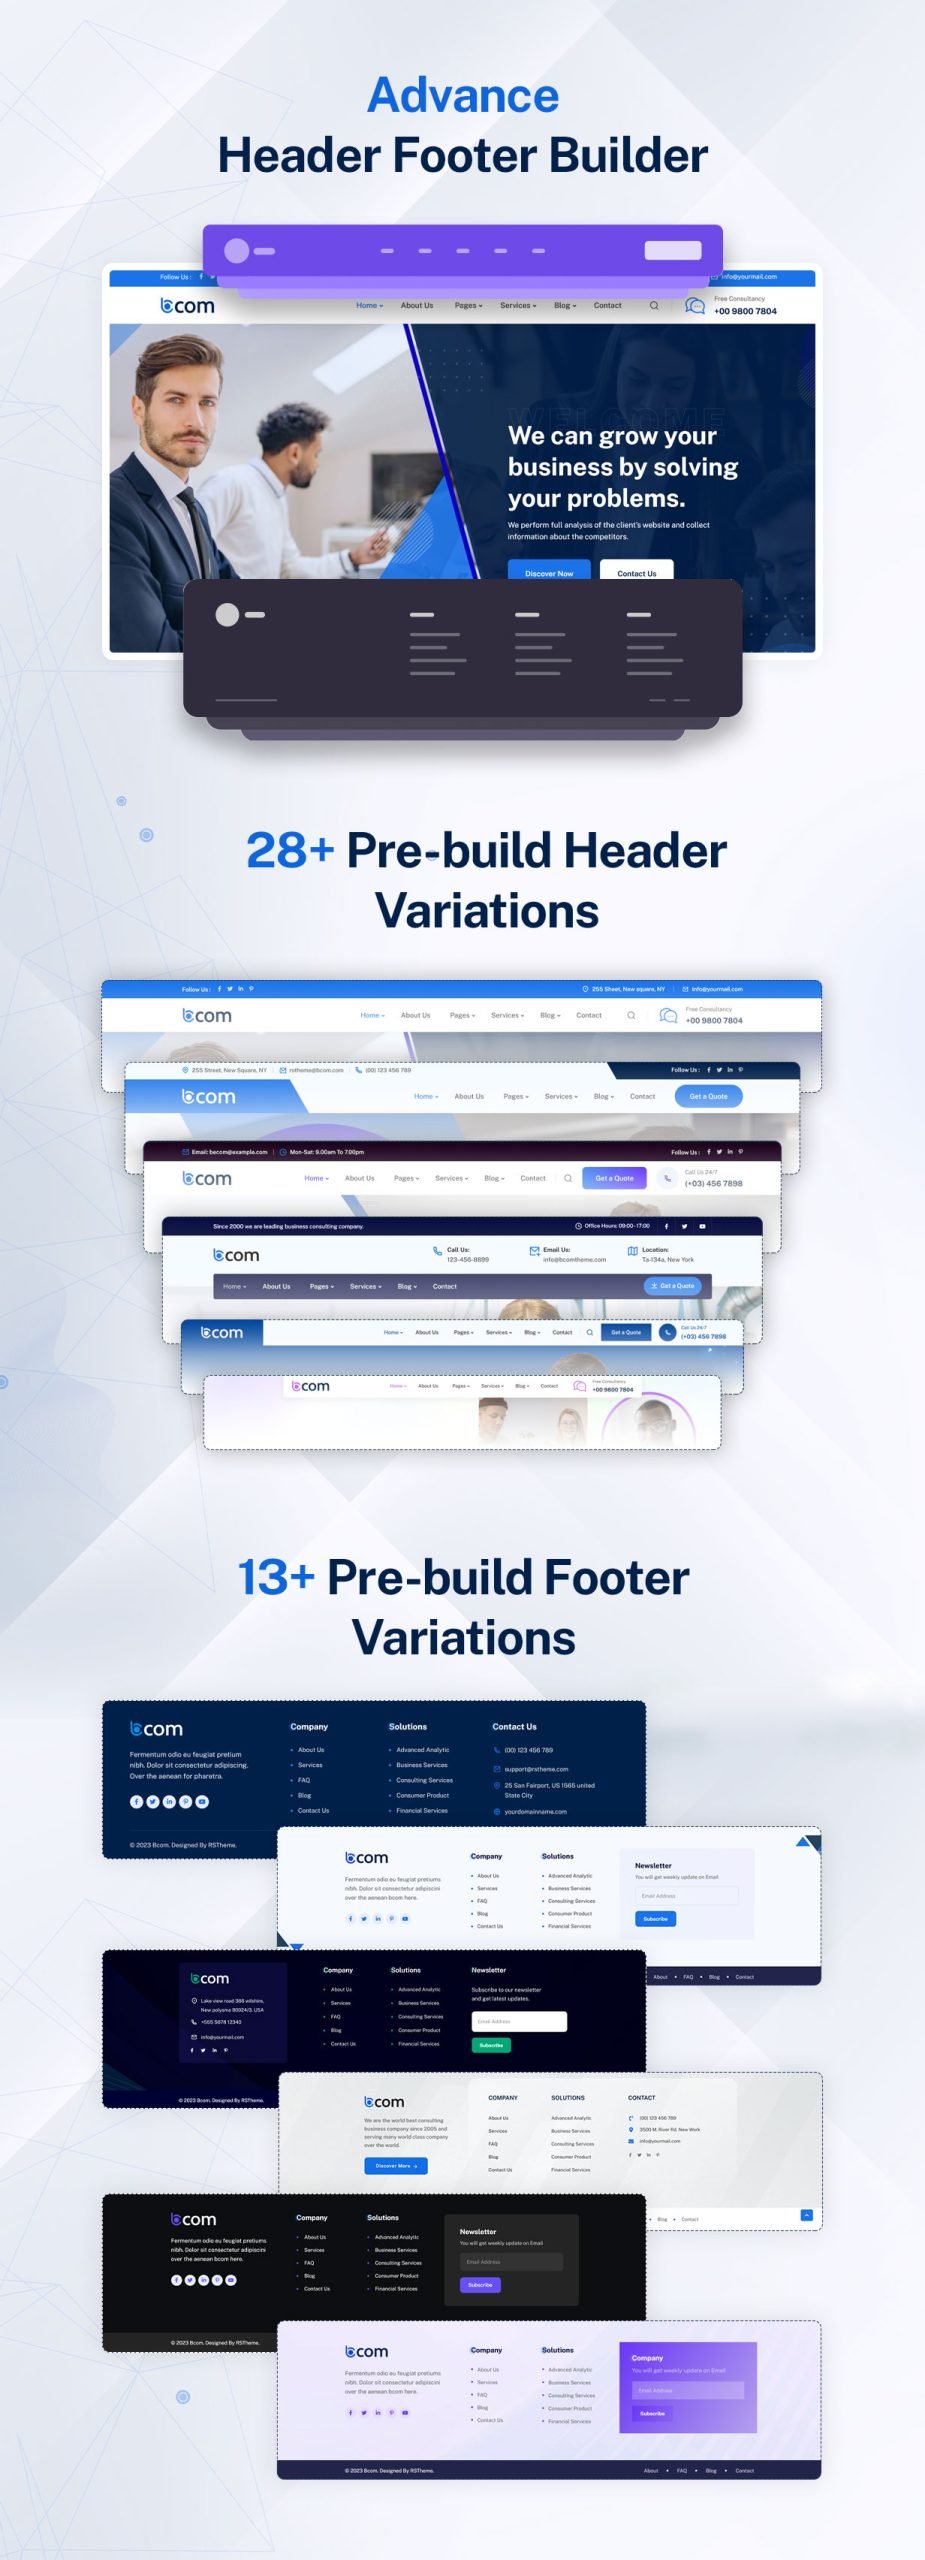 Advance
Header Footer Builder
Follow Us :
info@yourmail.com
bcom
Home About Us Pages Services Blog Contact
Free Consultancy
+00 9800 7804
WELCOME
We can grow your
business by solving
your problems.
We perform full analysis of the client's website and collect
information about the competitors.
Discover Now Contact Us
28+ Pre-build Header
Variations
Follow Us : 255 Sheet, New square, NY info@yourmail.com
bcom Home About Us Pages Services Blog Contact
Free Consultancy
+00 9800 7804
255 Street, New Square, NY rstheme@bcom.com (00) 123 456 789 Follow Us :
bcom Home About Us Pages Services Blog Contact Get a Quote
Email: becom@example.com Mon-Sat: 9.00am To 7.00pm Follow Us :
bcom Home About Us Pages Services Blog Contact Get a Quote
Call Us 24/7
(+03) 456 7898
Since 2000 we are leading business consulting company. Office Hours: 09:00 - 17:00
bcom
Call Us: Email Us: Location:
123-456-8899 info@bcomtheme.com Ta-134a, New York
Home About Us Pages Services Blog Contact Get a Quote
bcom Home About Us Pages Services Blog Contact Get a Quote
Call Us 24/7
(+03) 456 7898
bcom Home About Us Pages Services Blog Contact
Free Consultancy
+00 9800 7804
13+ Pre-build Footer
Variations
bcom
Fermentum odio eu feugiat pretium
nibh. Dolor sit consectetur adipiscing.
Over the aenean for pharetra.
Company
About Us
Services
FAQ
Blog
Contact Us
Solutions
Advanced Analytic
Business Services
Consulting Services
Consumer Product
Financial Services
Contact Us
(00) 123 456 789
support@rstheme.com
25 San Fairport, US 1565 united
State City
yourdomainname.com
© 2023 Bcom. Designed By RSTheme.
bcom
Fermentum odio eu feugiat pretiums
nibh. Dolor sit consectetur adipiscini
over the aenean bcom here.
Company
About Us
Services
FAQ
Blog
Contact Us
Solutions
Advanced Analytic
Business Services
Consulting Services
Consumer Product
Financial Services
Newsletter
You will get weekly update on Email
Email Address
Subscribe
About FAQ Blog Contact
bcom
Lake view road 386 wilshins,
New polysma 80024/3. USA
+555 5678 12340
info@yourmail.com
Company
About Us
Services
FAQ
Blog
Contact Us
Solutions
Advanced Analytic
Business Services
Consulting Services
Consumer Product
Financial Services
Newsletter
Subscribe to our newsletter
and get latest updates.
Email Address
Subscribe
© 2023 Bcom. Designed By RSTheme.
bcom
We are the world best consulting
business company since 2005 and
serving many world class company
over the world.
Discover More
COMPANY
About Us
Services
FAQ
Blog
Contact Us
SOLUTIONS
Advanced Analytic
Business Services
Consulting Services
Consumer Product
Financial Services
CONTACT
(00) 123 456 789
3500 M. River Rd. New Work
info@yourmail.com
Blog Contact
bcom
Fermentum odio eu feugiat pretiums
nibh. Dolor sit consectetur adipiscini
over the aenean bcom here.
Company
About Us
Services
FAQ
Blog
Contact Us
Solutions
Advanced Analytic
Business Services
Consulting Services
Consumer Product
Financial Services
Newsletter
You will get weekly update on Email
Email Address
Subscribe
© 2023 Bcom. Designed By RSTheme.
bcom
Fermentum odio eu feugiat pretiums
nibh. Dolor sit consectetur adipiscini
over the aenean bcom here.
Company
About Us
Services
FAQ
Blog
Contact Us
Solutions
Advanced Analytic
Business Services
Consulting Services
Consumer Product
Financial Services
Company
You will get weekly update on Email
Email Address
Subscribe
© 2023 Bcom. Designed By RSTheme.
About FAQ Blog Contact